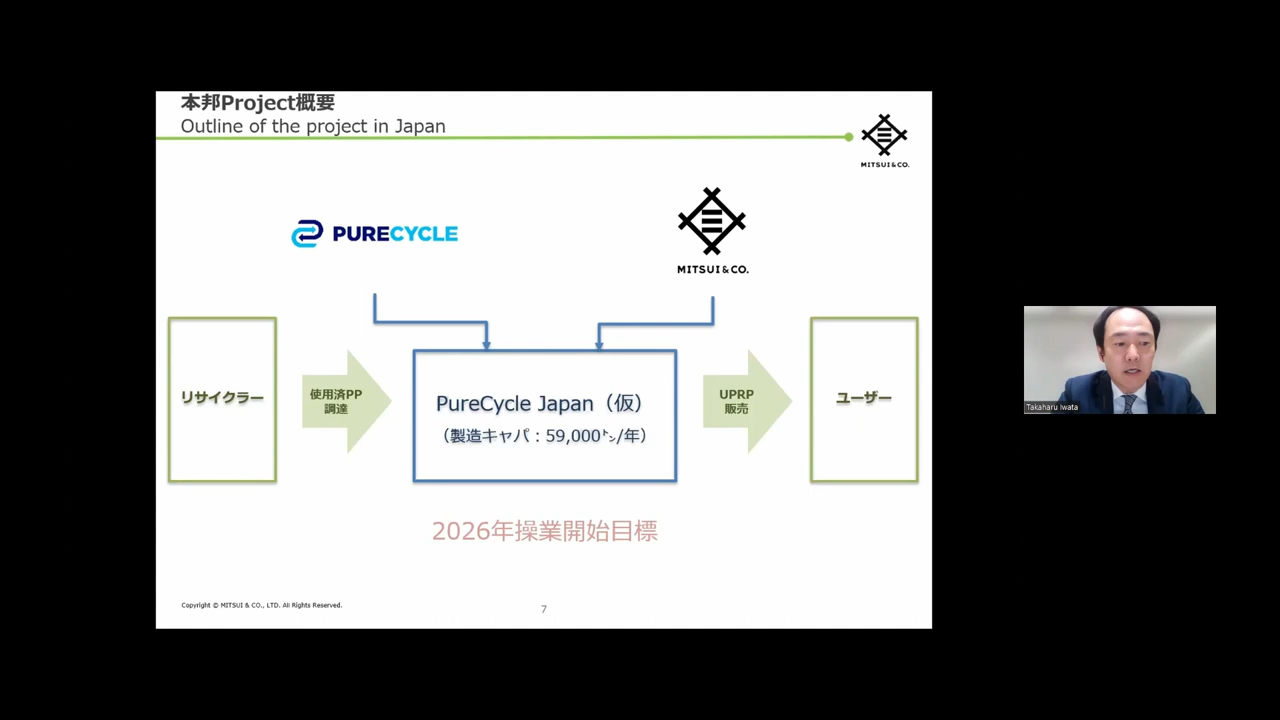 本邦Project概要
Outline of the project in Japan
MITSUI & CO.
PURECYCLE
MITSUI & CO.
リサイクラー
使用済PP
調達
PureCycle Japan（仮）
（製造キャパ：59,000㌧/年）
UPRP
販売
ユーザー
2026年操業開始目標
Copyright © MITSUI & CO., LTD. All Rights Reserved.
7
Takaharu Iwata